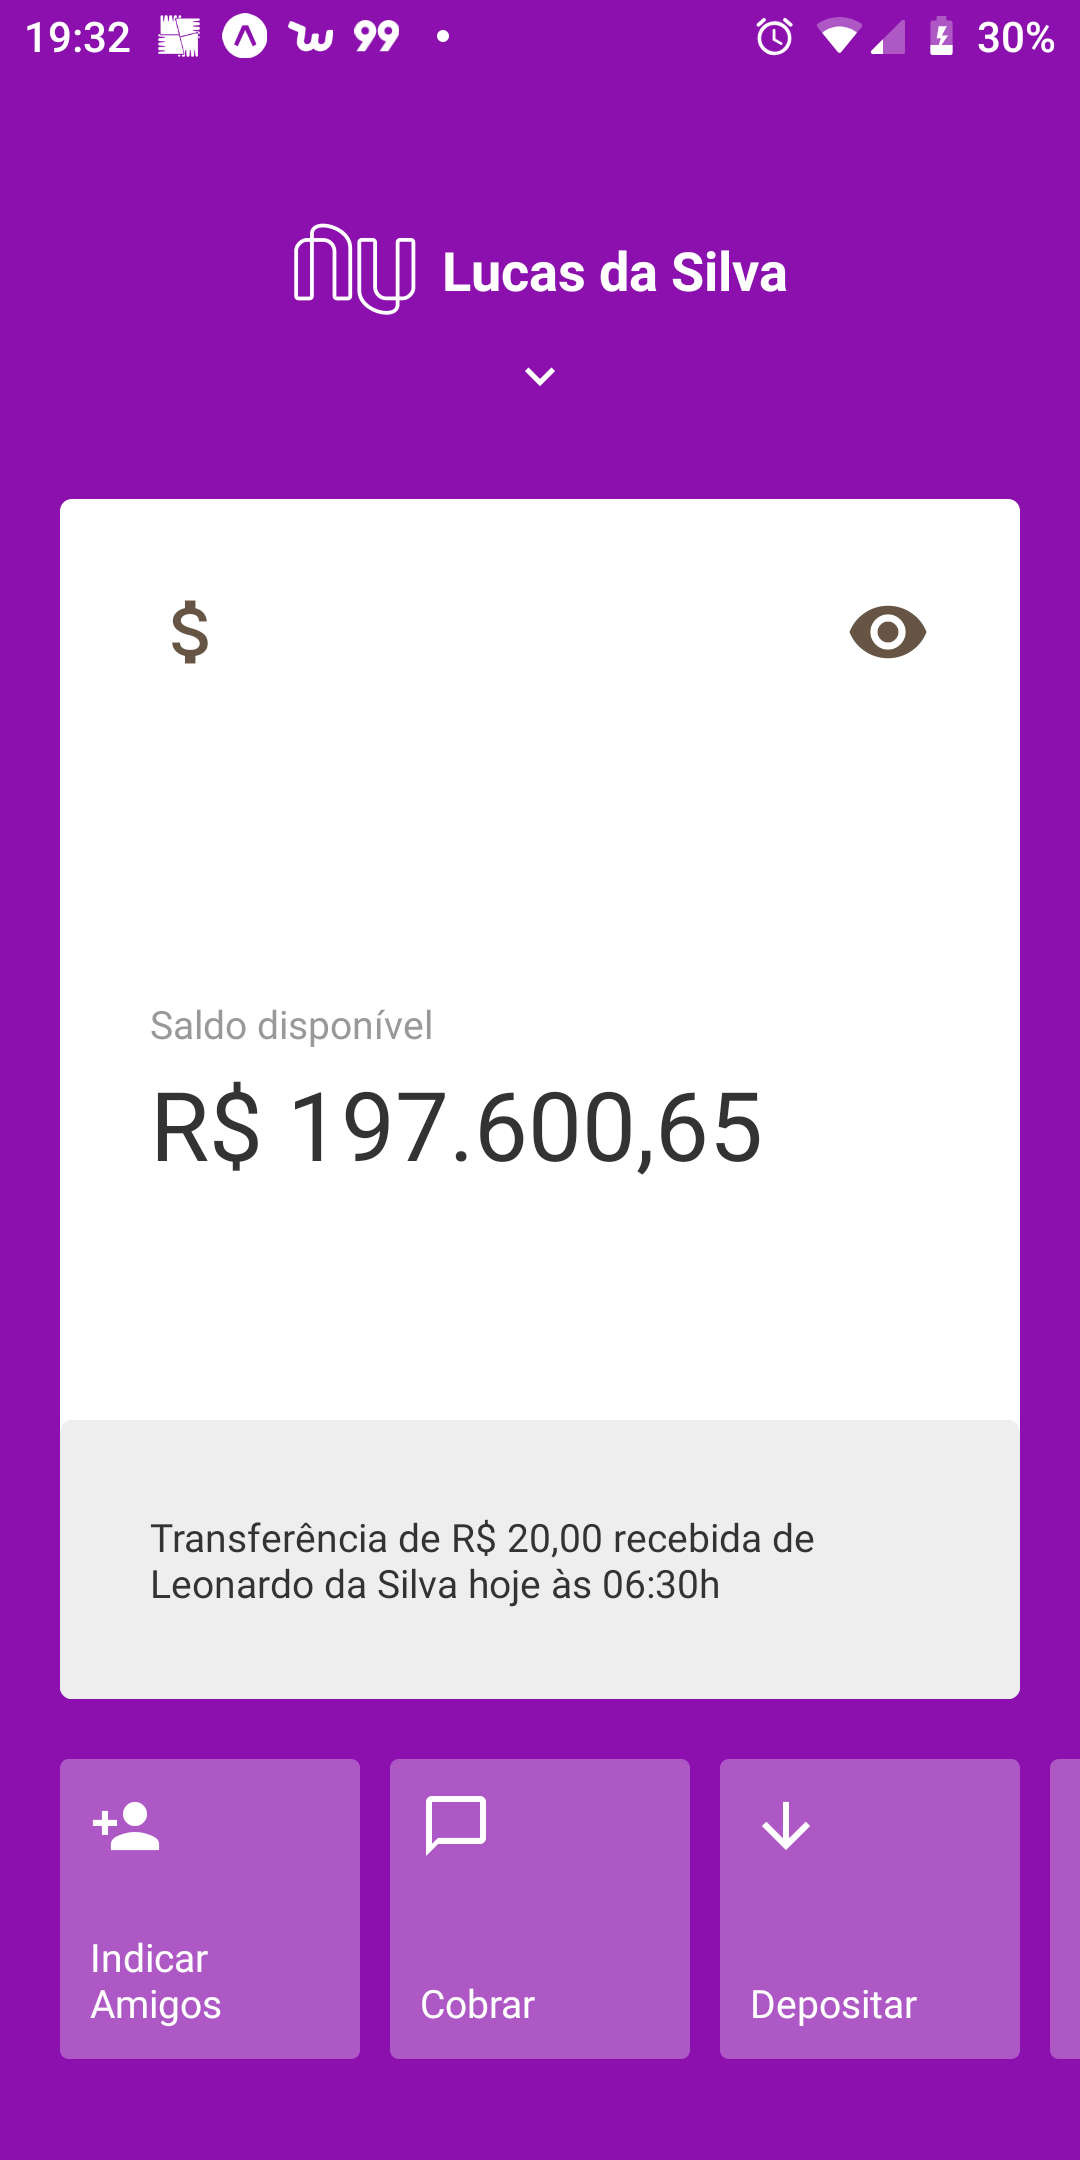 19:32 99 30%
nu Lucas da Silva
$
Saldo disponível
R$ 197.600,65
Transferência de R$ 20,00 recebida de
Leonardo da Silva hoje às 06:30h
Indicar
Amigos
Cobrar
Depositar